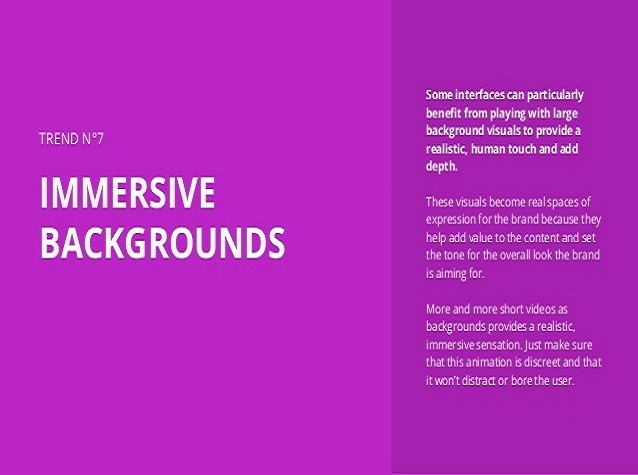 TREND N°7
IMMERSIVE
BACKGROUNDS
Some interfaces can particularly
benefit from playing with large
background visuals to provide a
realistic, human touch and add
depth.
These visuals become real spaces of
expression for the brand because they
help add value to the content and set
the tone for the overall look the brand
is aiming for.
More and more short videos as
backgrounds provides a realistic,
immersive sensation. Just make sure
that this animation is discreet and that
it won't distract or bore the user.